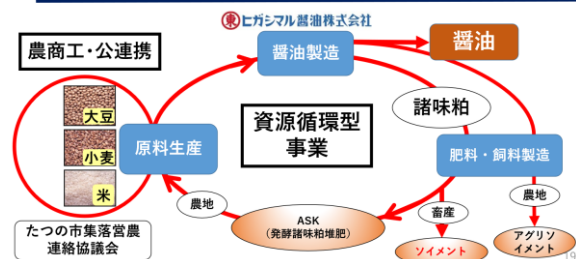 東 ヒガシマル醤油株式会社
農商工・公連携
醤油製造
醤油
大豆
小麦
米
原料生産
資源循環型
事業
諸味粕
肥料・飼料製造
たつの市集落営農
連絡協議会
農地
ASK
(発酵諸味粕堆肥)
畜産
農地
ソイメント
アグリソ
イメント
19